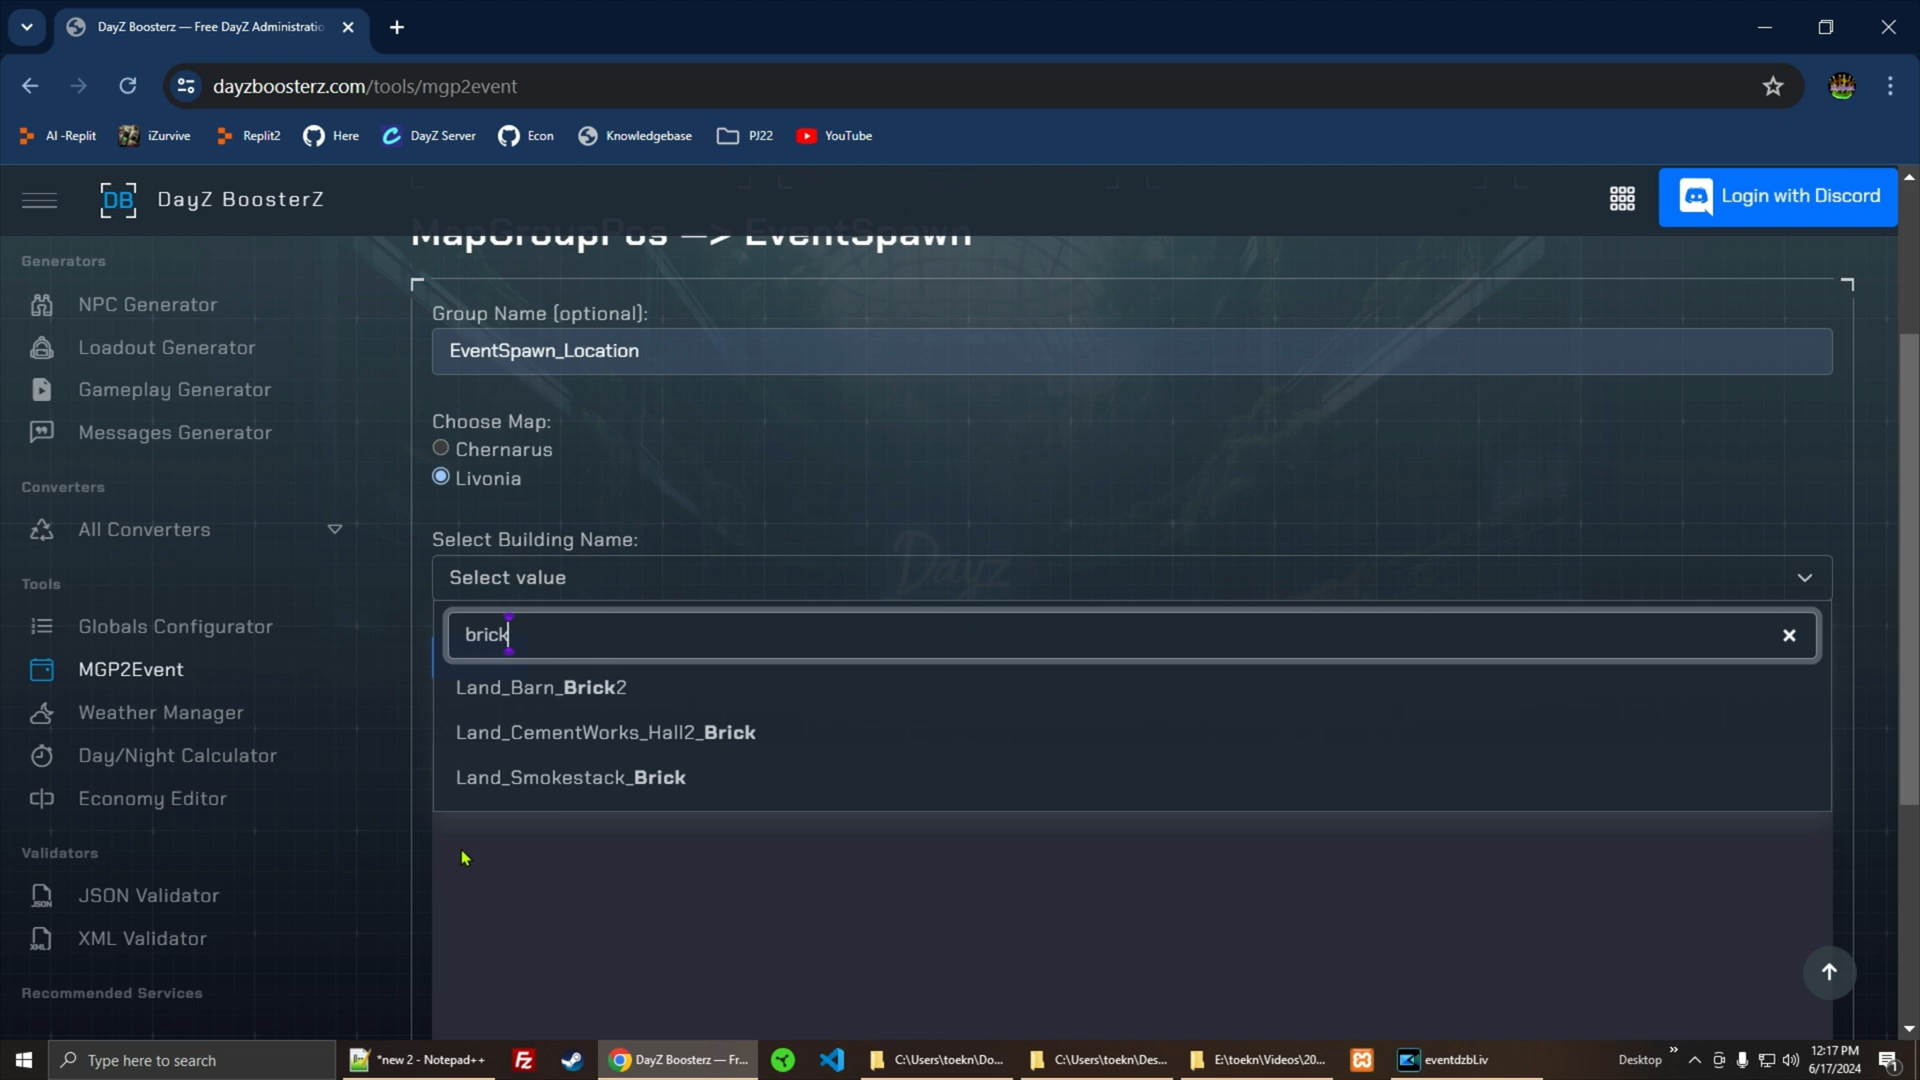 DayZ Boosterz — Free DayZ Administratio
dayzboosterz.com/tools/mgp2event
AI -Replit
iZurvive
Replit2
Here
DayZ Server
Econ
Knowledgebase
PJ22
YouTube
DB
DayZ BoosterZ
Login with Discord
Generators
NPC Generator
Loadout Generator
Gameplay Generator
Messages Generator
Converters
All Converters
Tools
Globals Configurator
MGP2Event
Weather Manager
Day/Night Calculator
Economy Editor
Validators
JSON Validator
XML Validator
Recommended Services
MapGroupPos —> EventSpawn
Group Name (optional):
EventSpawn_Location
Choose Map:
Chernarus
Livonia
Select Building Name:
Select value
brick
Land_Barn_Brick2
Land_CementWorks_Hall2_Brick
Land_Smokestack_Brick
DayZ
Type here to search
*new 2 - Notepad++
DayZ Boosterz — Fr...
C:\Users\toekn\Do...
C:\Users\toekn\Des...
E:\toekn\Videos\20...
eventdzbLiv
Desktop
12:17 PM
6/17/2024
1